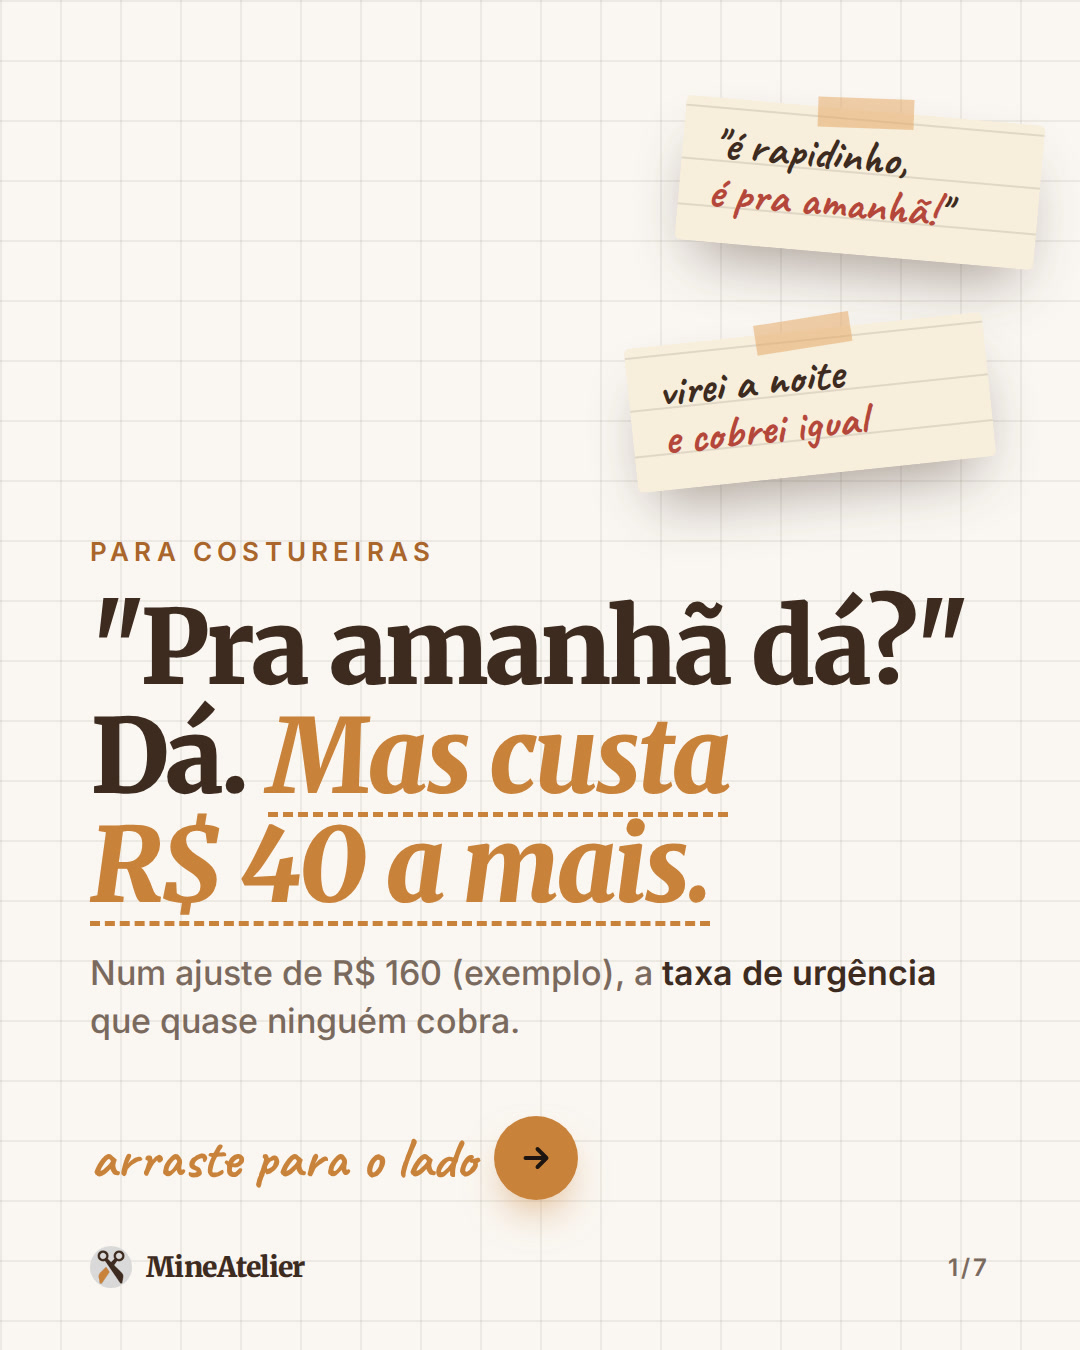 "é rapidinho,
é pra amanhã!"
virei a noite
e cobrei igual
PARA COSTUREIRAS
"Pra amanhã dá?"
Dá. Mas custa
R$ 40 a mais.
Num ajuste de R$ 160 (exemplo), a taxa de urgência
que quase ninguém cobra.
arraste para o lado
MineAtelier
1/7